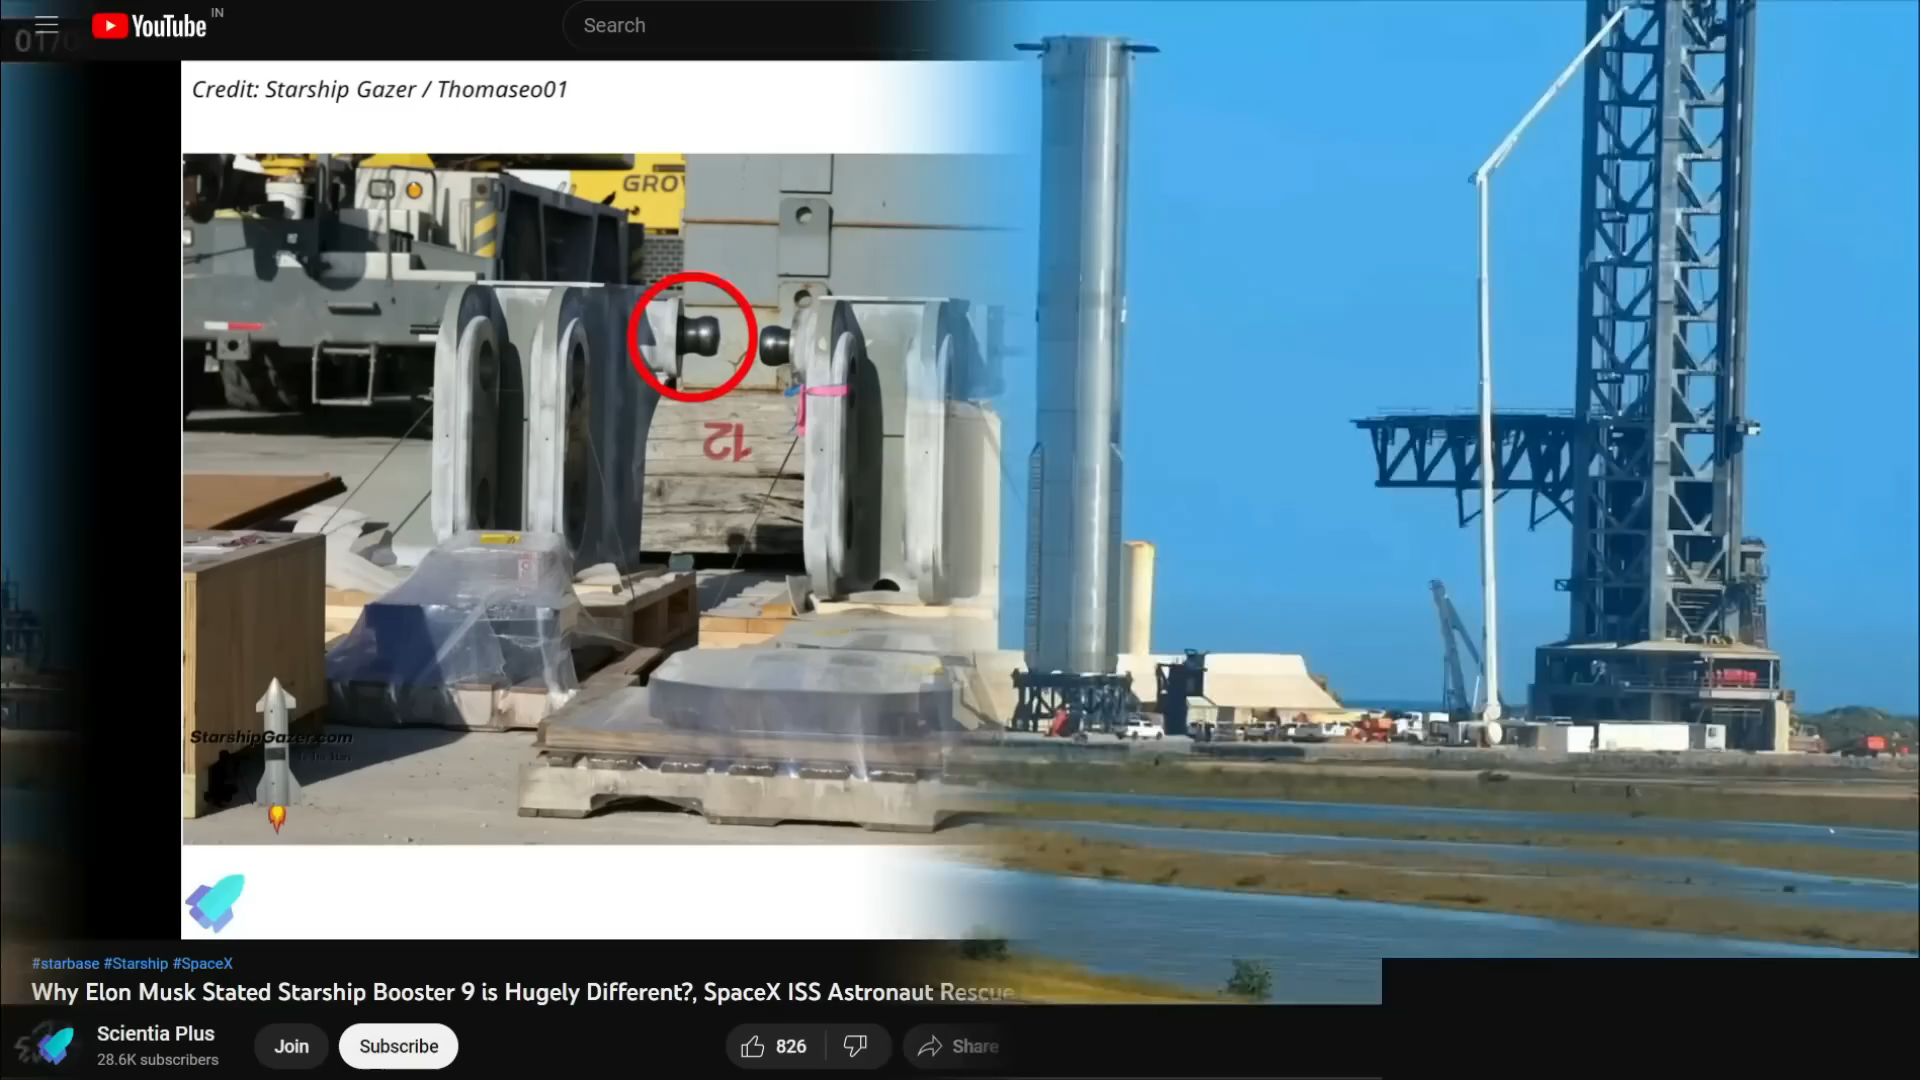 YouTube IN
Search
Credit: Starship Gazer / Thomaseo01
GROV
12
StarshipGazer.com
#starbase #Starship #SpaceX
Why Elon Musk Stated Starship Booster 9 is Hugely Different?, SpaceX ISS Astronaut Rescue
Scientia Plus
28.6K subscribers
Join
Subscribe
826
Share